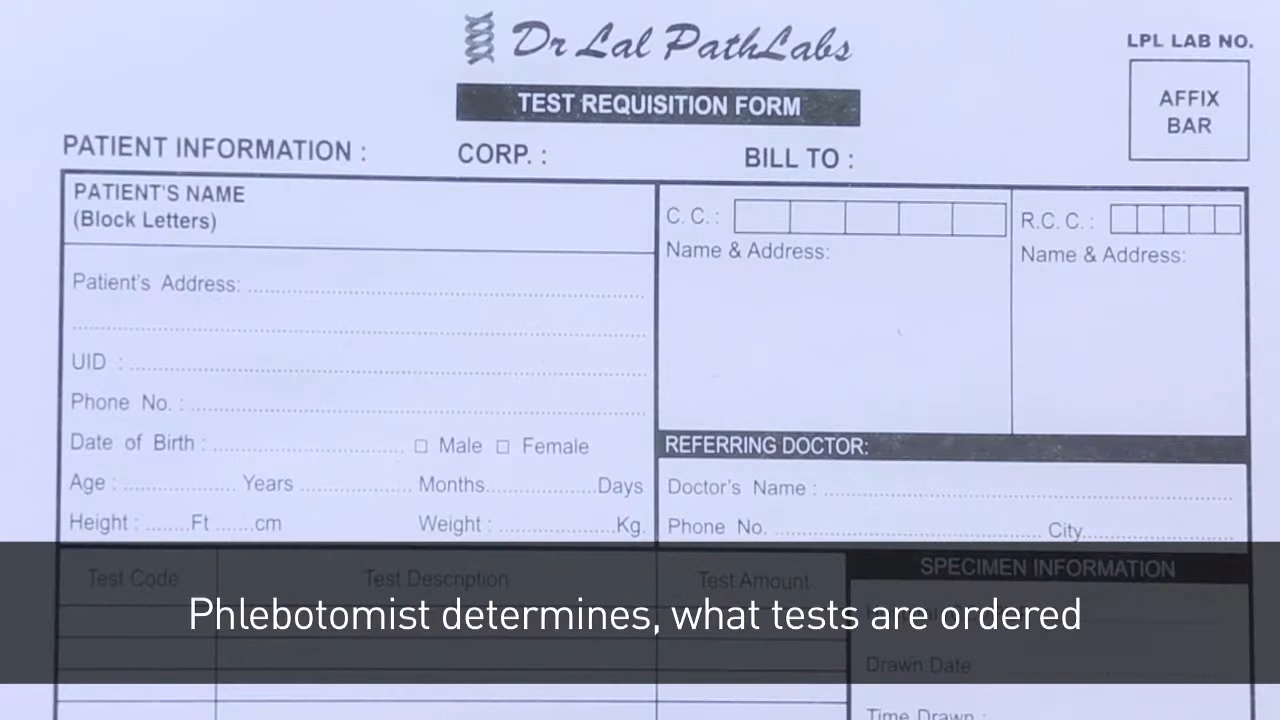 Dr Lal PathLabs
LPL LAB NO.
TEST REQUISITION FORM
AFFIX
BAR
PATIENT INFORMATION :
CORP. :
BILL TO :
PATIENT'S NAME
(Block Letters)
Patient's Address:
UID :
Phone No. :
Date of Birth : □ Male □ Female
Age : Years Months Days
Height : Ft cm Weight : Kg.
C. C. :
Name & Address:
R.C. C. :
Name & Address:
REFERRING DOCTOR:
Doctor's Name :
Phone No. City
Test Code Test Description Test Amount
SPECIMEN INFORMATION
Phlebotomist determines, what tests are ordered
Drawn Date
Time Drawn :